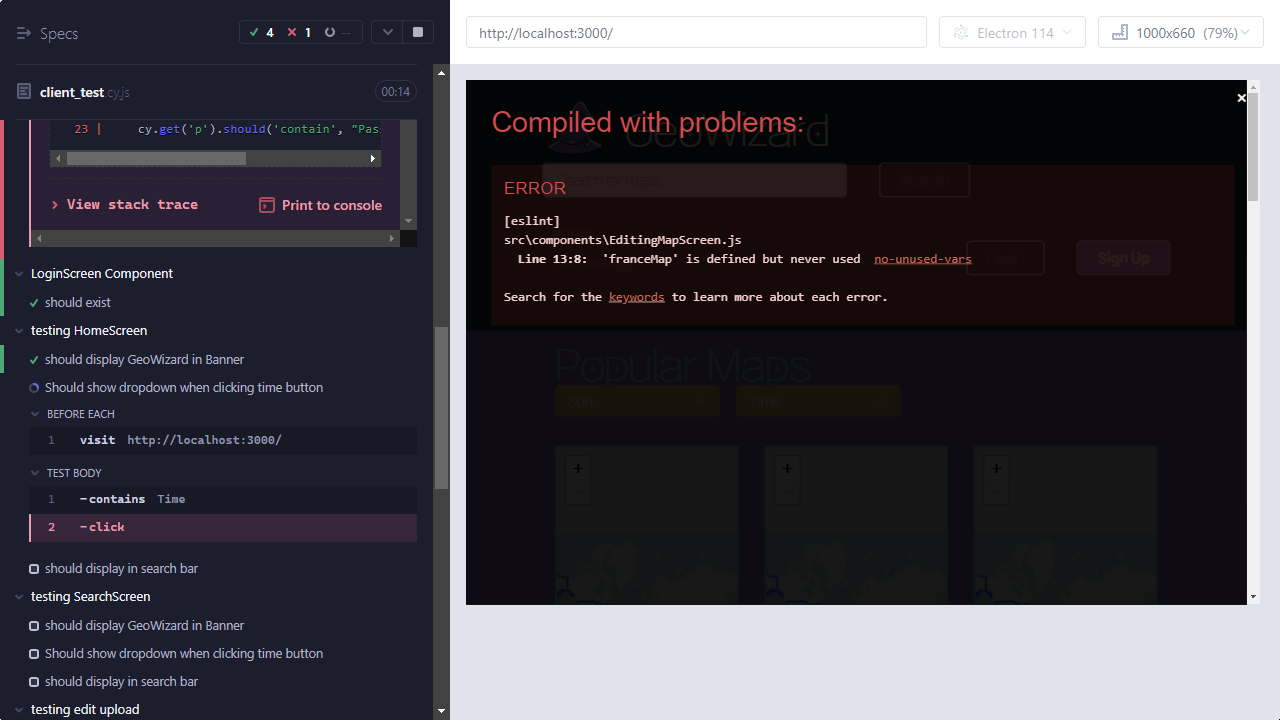 Specs
4
1
--
client_test.cy.js
00:14
23 |     cy.get('p').should('contain', "Pas
View stack trace
Print to console
LoginScreen Component
should exist
testing HomeScreen
should display GeoWizard in Banner
Should show dropdown when clicking time button
BEFORE EACH
1 visit http://localhost:3000/
TEST BODY
1 -contains Time
2 -click
should display in search bar
testing SearchScreen
should display GeoWizard in Banner
Should show dropdown when clicking time button
should display in search bar
testing edit upload
http://localhost:3000/
Electron 114
1000x660 (79%)
×
GeoWizard
Compiled with problems:
Search for maps
Search
ERROR
[eslint]
src\components\EditingMapScreen.js
Line 13:8:  'franceMap' is defined but never used  no-unused-vars
Login
Sign Up
Search for the keywords to learn more about each error.
Popular Maps
Sort
Time
+
−
+
−
+
−